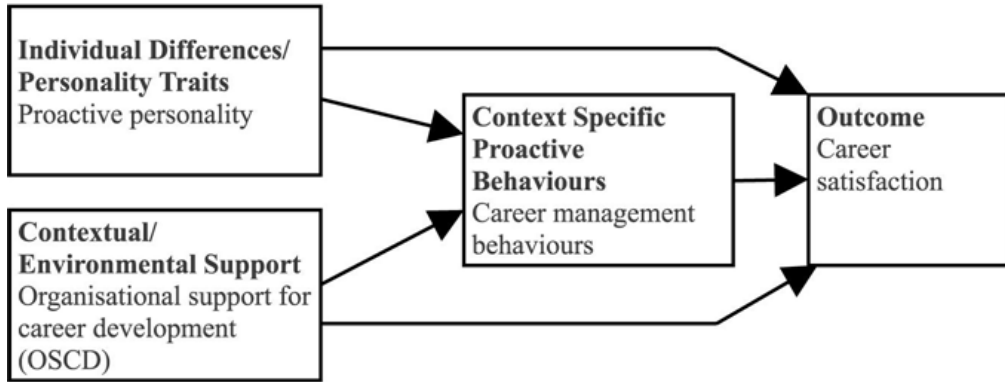 Individual Differences/
Personality Traits
Proactive personality
Contextual/
Environmental Support
Organisational support for
career development
(OSCD)
Context Specific
Proactive
Behaviours
Career management
behaviours
Outcome
Career
satisfaction